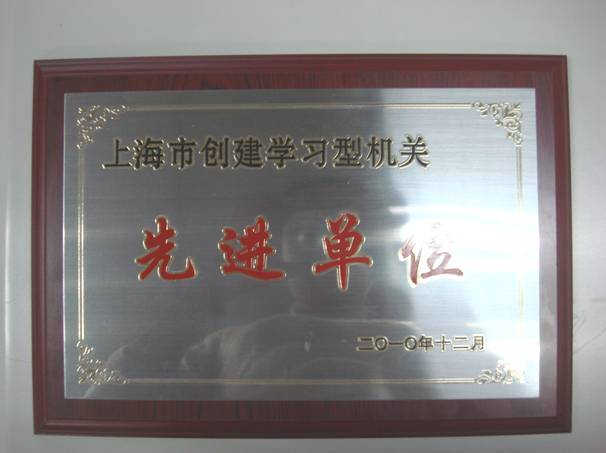 上海市创建学习型机关
先进单位
二〇一〇年十二月